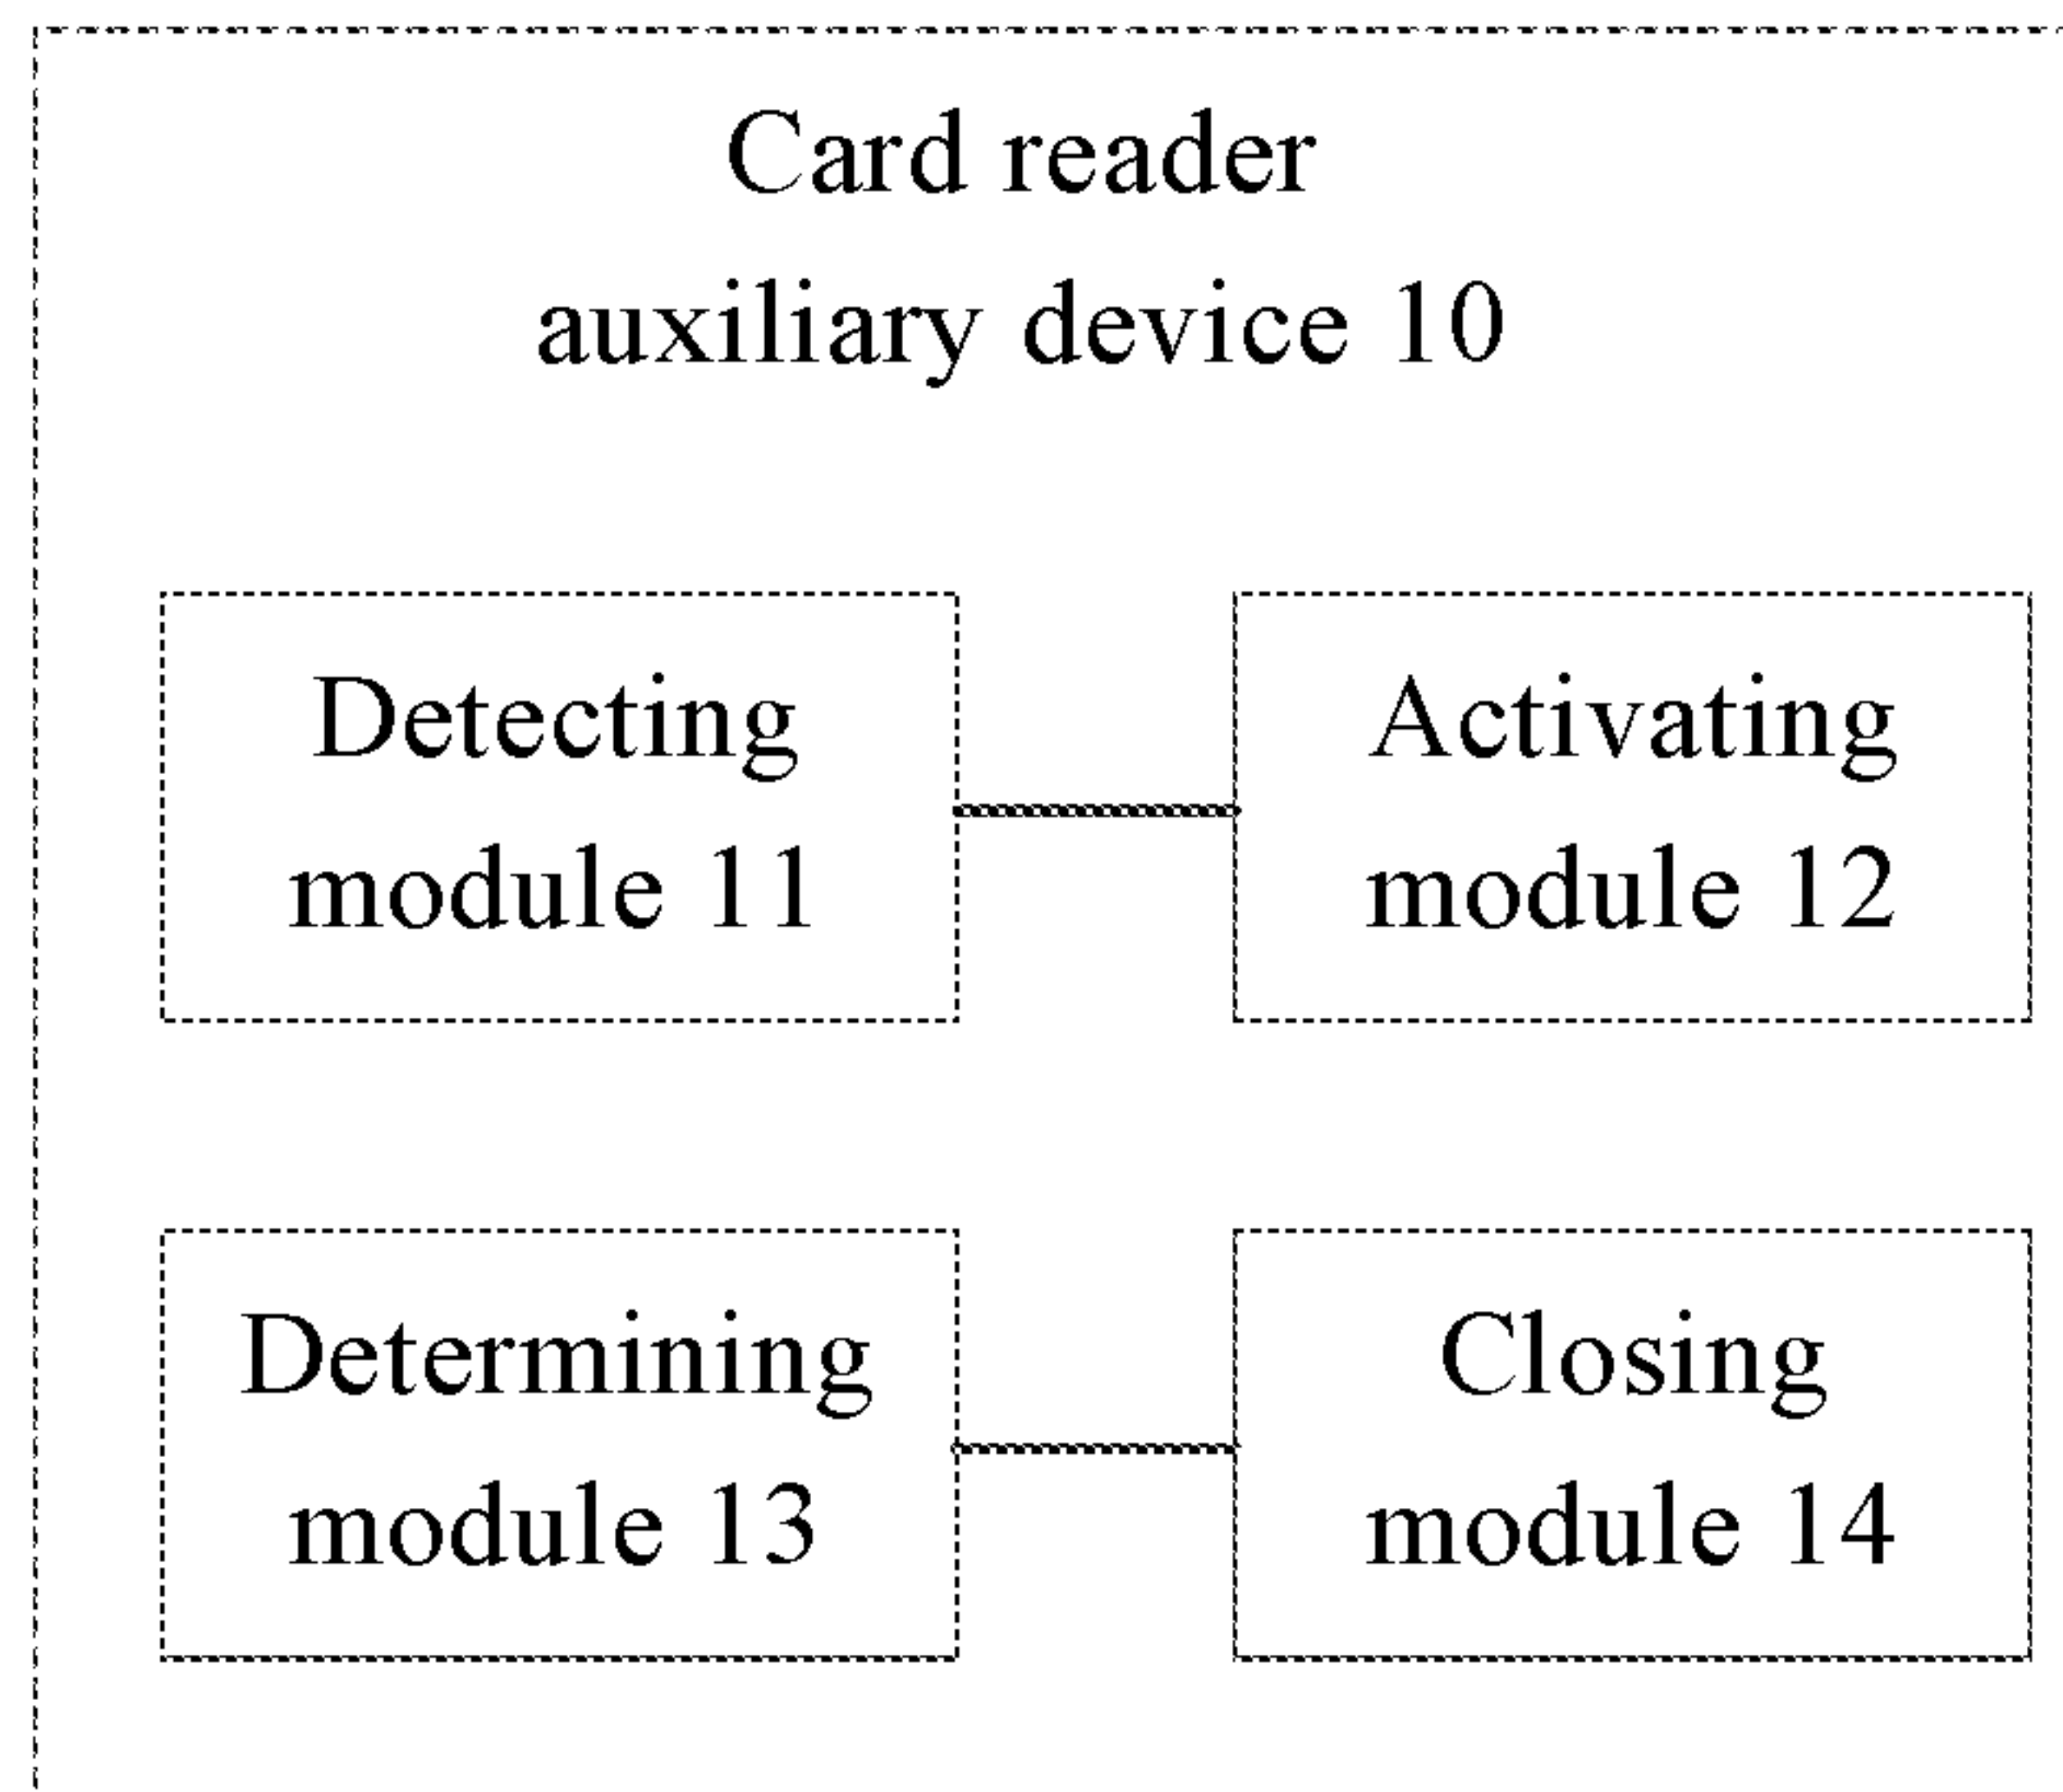 Card reader
auxiliary device 10
Detecting
module 11
Activating
module 12
Determining
module 13
Closing
module 14